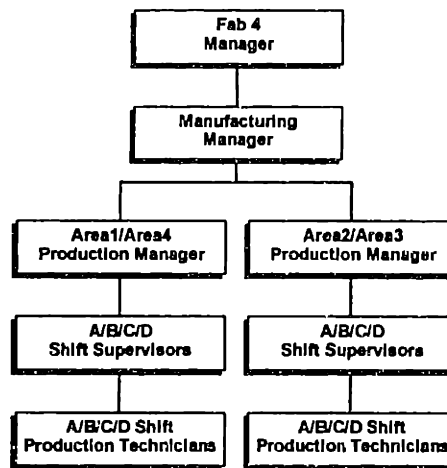 Fab 4
Manager
Manufacturing
Manager
Area1/Area4
Production Manager
Area2/Area3
Production Manager
A/B/C/D
Shift Supervisors
A/B/C/D
Shift Supervisors
A/B/C/D Shift
Production Technicians
A/B/C/D Shift
Production Technicians